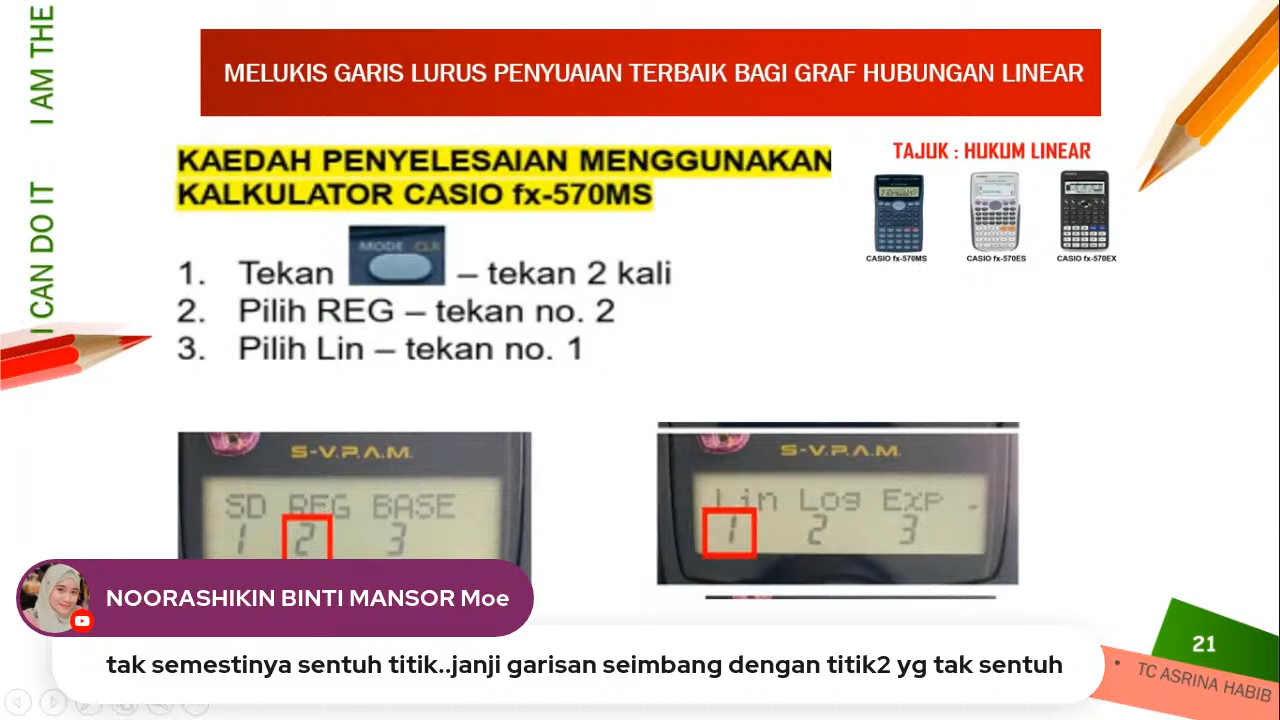 I CAN DO IT I AM THE
MELUKIS GARIS LURUS PENYUAIAN TERBAIK BAGI GRAF HUBUNGAN LINEAR
KAEDAH PENYELESAIAN MENGGUNAKAN
KALKULATOR CASIO fx-570MS
TAJUK : HUKUM LINEAR
CASIO fx-570MS CASIO fx-570ES CASIO fx-570EX
1. Tekan MODE CLR – tekan 2 kali
2. Pilih REG – tekan no. 2
3. Pilih Lin – tekan no. 1
S-V.P.A.M.
SD REG BASE
1 2 3
S-V.P.A.M.
Lin Log Exp
1 2 3
NOORASHIKIN BINTI MANSOR Moe
tak semestinya sentuh titik..janji garisan seimbang dengan titik2 yg tak sentuh
21
• TC ASRINA HABIB